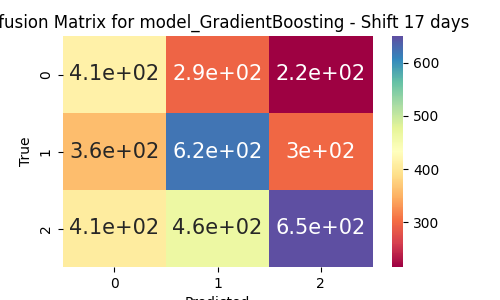 fusion Matrix for model_GradientBoosting - Shift 17 days
0 4.1e+02 2.9e+02 2.2e+02
1 3.6e+02 6.2e+02 3e+02
2 4.1e+02 4.6e+02 6.5e+02
True
0 1 2
Predicted
600
500
400
300